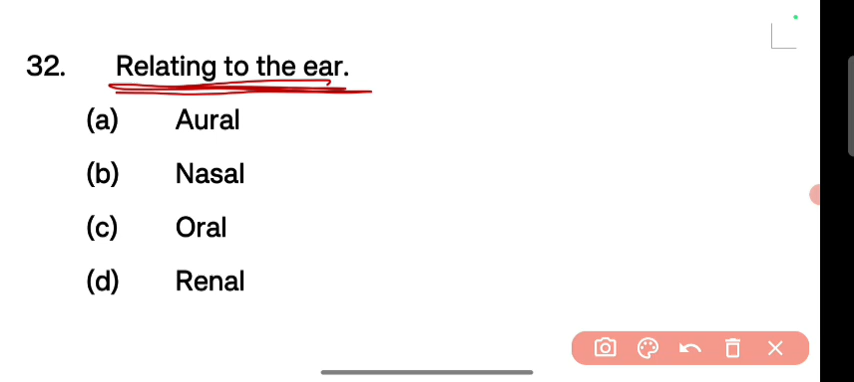 32. Relating to the ear.
(a) Aural
(b) Nasal
(c) Oral
(d) Renal